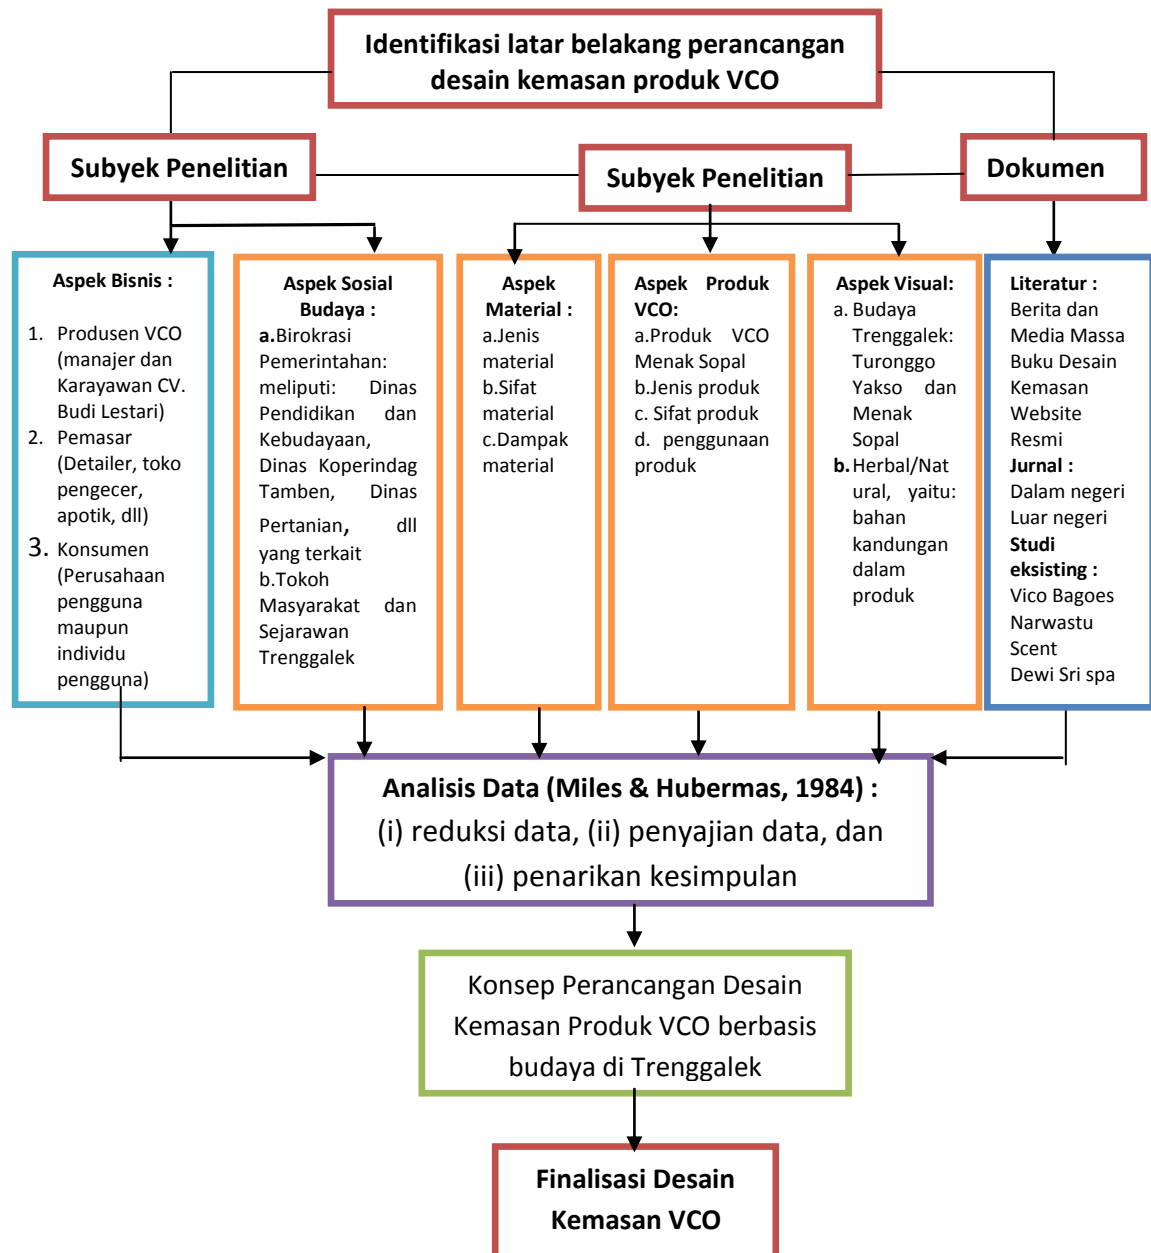 Identifikasi latar belakang perancangan
desain kemasan produk VCO
Subyek Penelitian
Subyek Penelitian
Dokumen
Aspek Bisnis :
1. Produsen VCO
(manajer dan
Karayawan CV.
Budi Lestari)
2. Pemasar
(Detailer, toko
pengecer,
apotik, dll)
3. Konsumen
(Perusahaan
pengguna
maupun
individu
pengguna)
Aspek Sosial
Budaya :
a.Birokrasi
Pemerintahan:
meliputi: Dinas
Pendidikan dan
Kebudayaan,
Dinas Koperindag
Tamben, Dinas
Pertanian, dll
yang terkait
b.Tokoh
Masyarakat dan
Sejarawan
Trenggalek
Aspek
Material :
a.Jenis
material
b.Sifat
material
c.Dampak
material
Aspek Produk
VCO:
a.Produk VCO
Menak Sopal
b.Jenis produk
c. Sifat produk
d. penggunaan
produk
Aspek Visual:
a. Budaya
Trenggalek:
Turonggo
Yakso dan
Menak
Sopal
b. Herbal/Nat
ural, yaitu:
bahan
kandungan
dalam
produk
Literatur :
Berita dan
Media Massa
Buku Desain
Kemasan
Website
Resmi
Jurnal :
Dalam negeri
Luar negeri
Studi
eksisting :
Vico Bagoes
Narwastu
Scent
Dewi Sri spa
Analisis Data (Miles & Hubermas, 1984) :
(i) reduksi data, (ii) penyajian data, dan
(iii) penarikan kesimpulan
Konsep Perancangan Desain
Kemasan Produk VCO berbasis
budaya di Trenggalek
Finalisasi Desain
Kemasan VCO